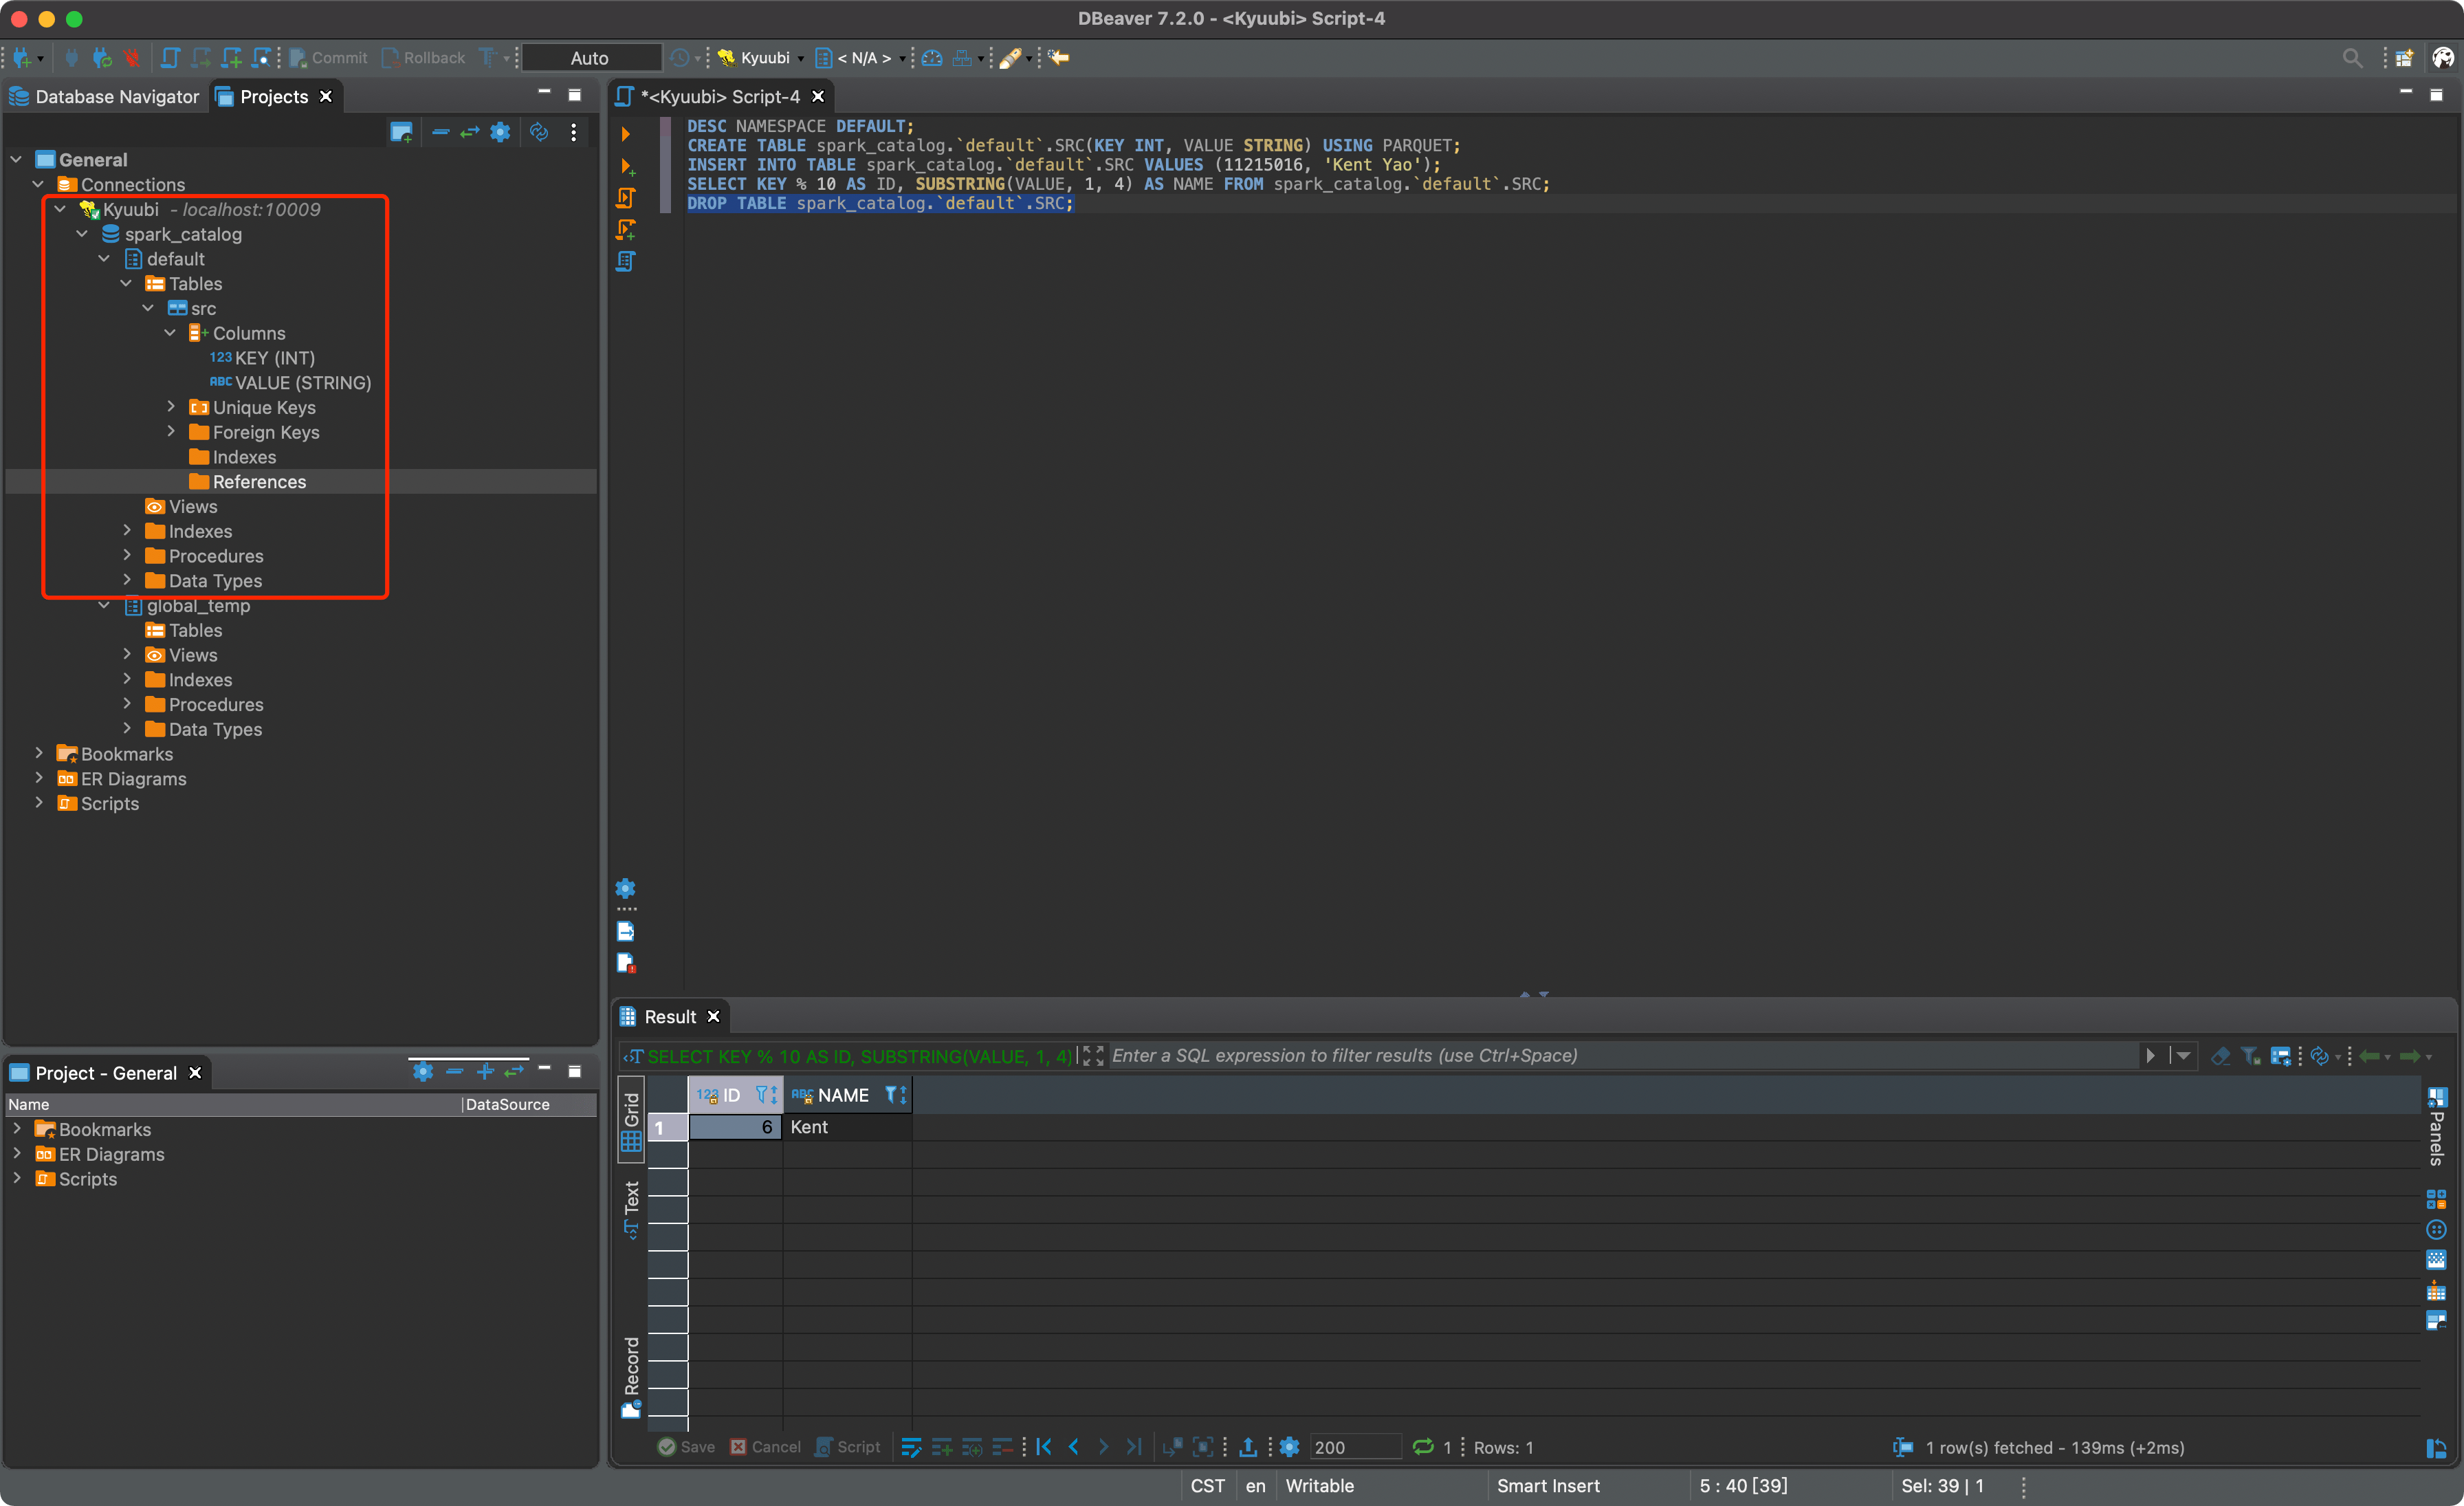 DBeaver 7.2.0 - <Kyuubi> Script-4
Commit Rollback Auto Kyuubi < N/A >
Database Navigator Projects
*<Kyuubi> Script-4
General
Connections
Kyuubi - localhost:10009
spark_catalog
default
Tables
src
Columns
123 KEY (INT)
ABC VALUE (STRING)
Unique Keys
Foreign Keys
Indexes
References
Views
Indexes
Procedures
Data Types
global_temp
Tables
Views
Indexes
Procedures
Data Types
Bookmarks
ER Diagrams
Scripts
DESC NAMESPACE DEFAULT;
CREATE TABLE spark_catalog.`default`.SRC(KEY INT, VALUE STRING) USING PARQUET;
INSERT INTO TABLE spark_catalog.`default`.SRC VALUES (11215016, 'Kent Yao');
SELECT KEY % 10 AS ID, SUBSTRING(VALUE, 1, 4) AS NAME FROM spark_catalog.`default`.SRC;
DROP TABLE spark_catalog.`default`.SRC;
Project - General
Name DataSource
Bookmarks
ER Diagrams
Scripts
Result
SELECT KEY % 10 AS ID, SUBSTRING(VALUE, 1, 4) Enter a SQL expression to filter results (use Ctrl+Space)
Grid
Text
Record
123 ID ABC NAME
1 6 Kent
Panels
Save Cancel Script 200 1 Rows: 1 1 row(s) fetched - 139ms (+2ms)
CST en Writable Smart Insert 5 : 40 [39] Sel: 39 | 1